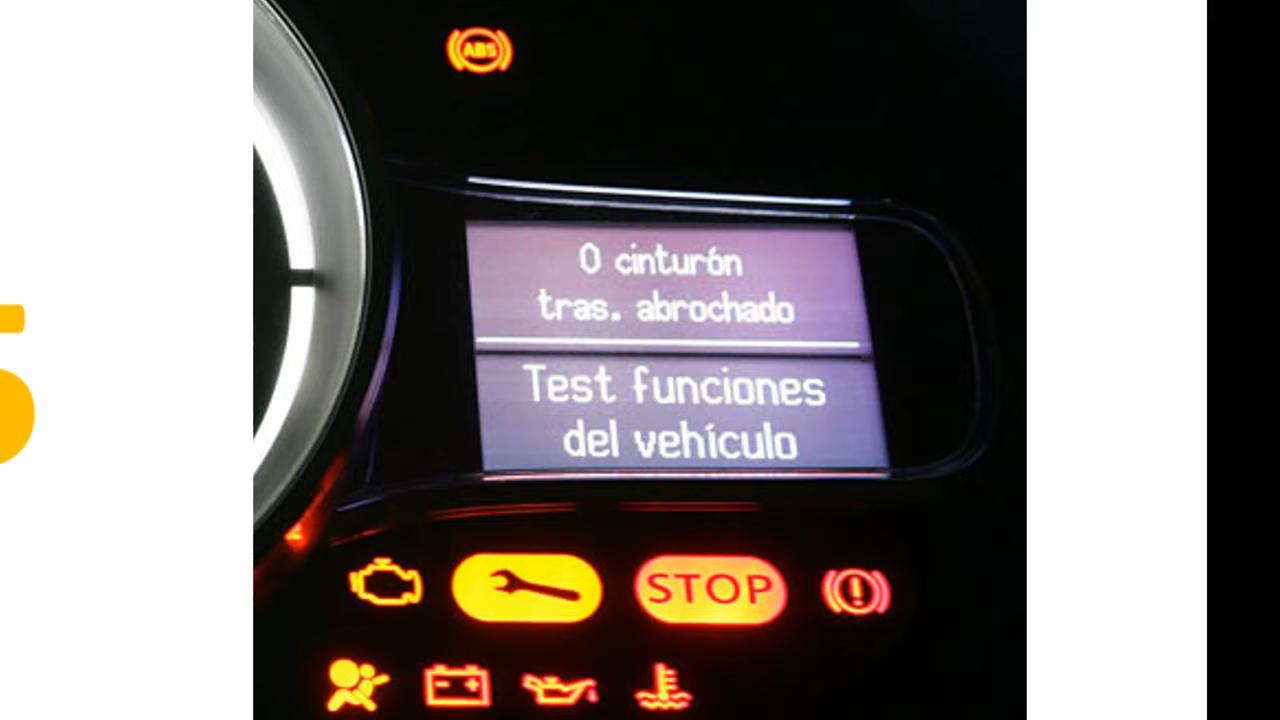 ABS
0 cinturón
tras. abrochado
Test funciones
del vehículo
STOP